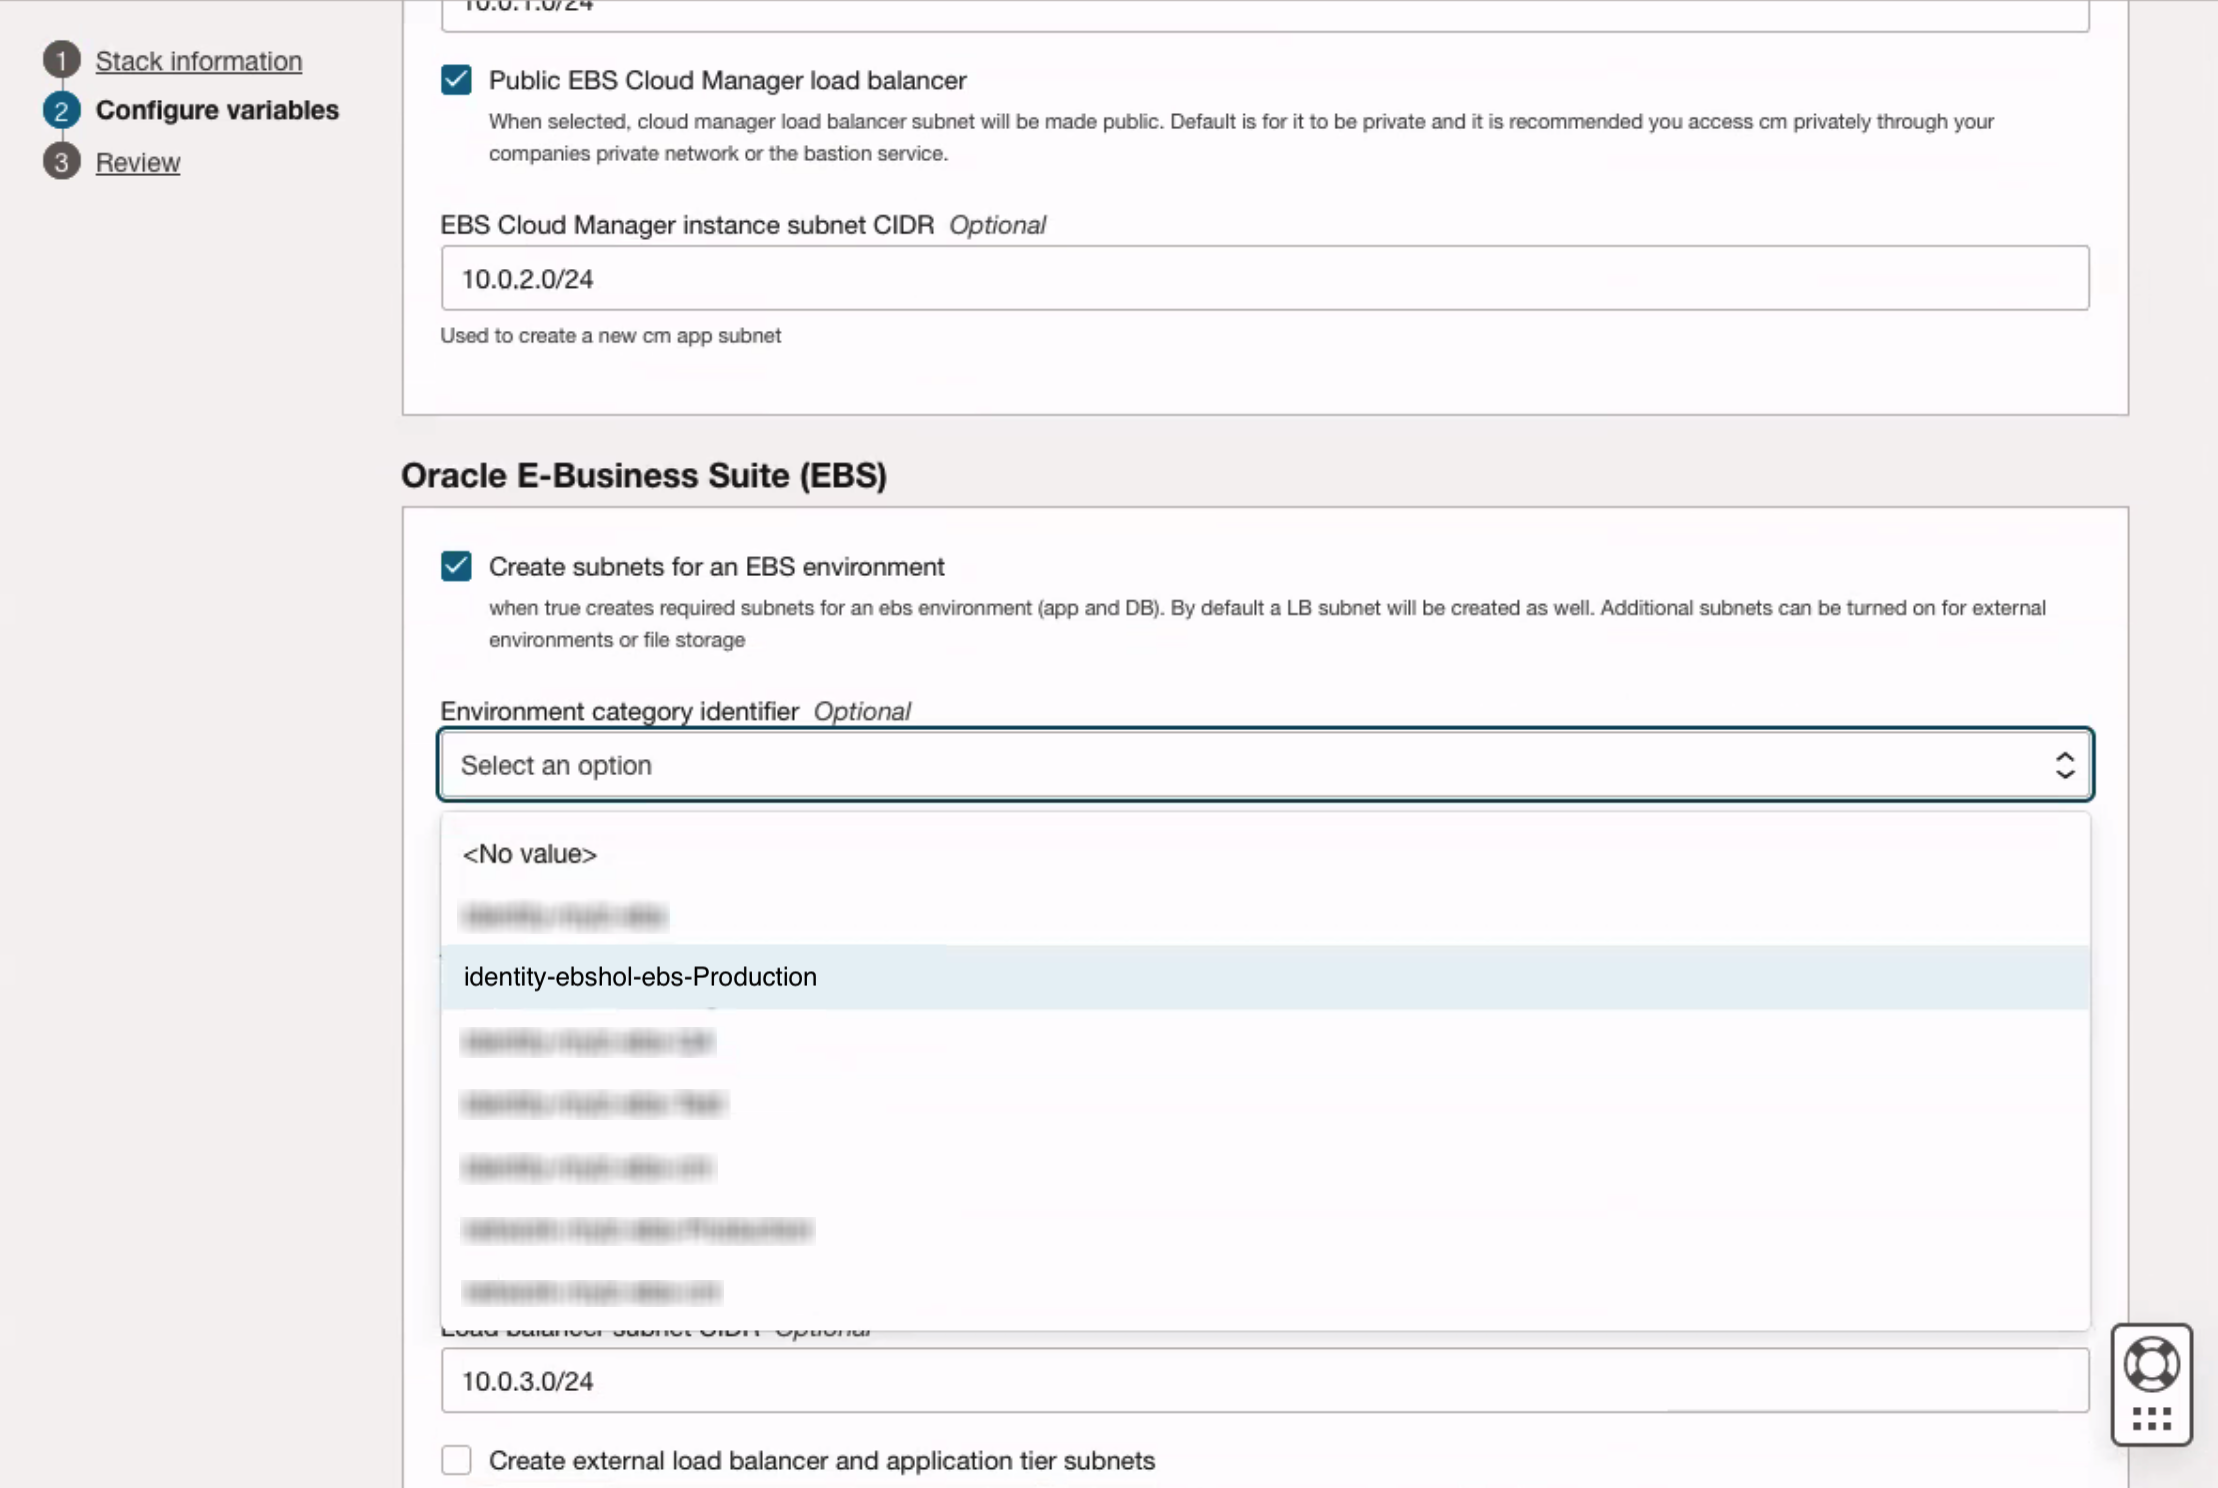 10.0.1.0/24
1 Stack information
2 Configure variables
3 Review
Public EBS Cloud Manager load balancer
When selected, cloud manager load balancer subnet will be made public. Default is for it to be private and it is recommended you access cm privately through your
companies private network or the bastion service.
EBS Cloud Manager instance subnet CIDR Optional
10.0.2.0/24
Used to create a new cm app subnet
Oracle E-Business Suite (EBS)
Create subnets for an EBS environment
when true creates required subnets for an ebs environment (app and DB). By default a LB subnet will be created as well. Additional subnets can be turned on for external
environments or file storage
Environment category identifier Optional
Select an option
<No value>
identity-ebshol-ebs-Production
Load balancer subnet CIDR Optional
10.0.3.0/24
Create external load balancer and application tier subnets